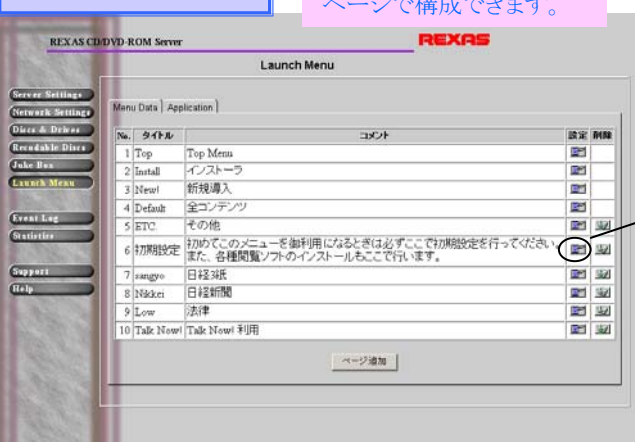 ページで構成できます。
REXAS CD/DVD-ROM Server
REXAS
Launch Menu
Server Settings
Network Settings
Discs & Drives
Recordable Discs
Juke Box
Launch Menu
Event Log
Statistics
Support
Help
Menu Data
Application
No. タイトル コメント 設定 削除
1 Top Top Menu
2 Install インストーラ
3 New! 新規導入
4 Default 全コンテンツ
5 ETC. その他
6 初期設定 初めてこのメニューを御利用になるときは必ずここで初期設定を行ってください。
また、各種閲覧ソフトのインストールもここで行います。
7 sangyo 日経3紙
8 Nikkei 日経新聞
9 Low 法律
10 Talk Now! Talk Now! 利用
ページ追加